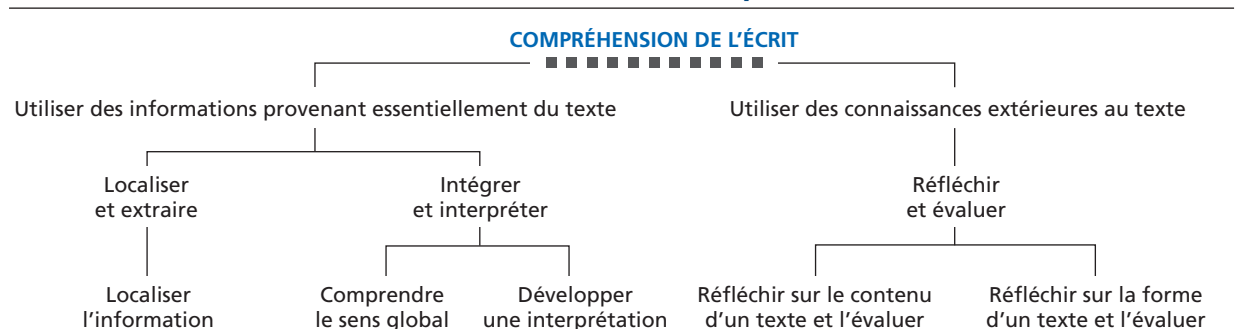 COMPRÉHENSION DE L'ÉCRIT
Utiliser des informations provenant essentiellement du texte
Utiliser des connaissances extérieures au texte
Localiser
et extraire
Intégrer
et interpréter
Réfléchir
et évaluer
Localiser
l'information
Comprendre
le sens global
Développer
une interprétation
Réfléchir sur le contenu
d'un texte et l'évaluer
Réfléchir sur la forme
d'un texte et l'évaluer